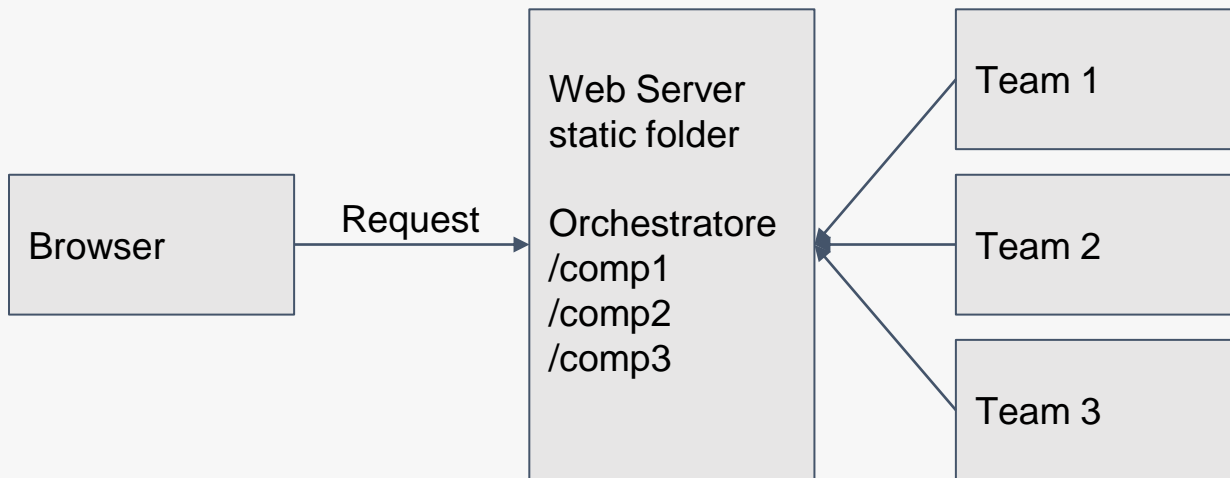 Browser
Request
Web Server
static folder
Orchestratore
/comp1
/comp2
/comp3
Team 1
Team 2
Team 3